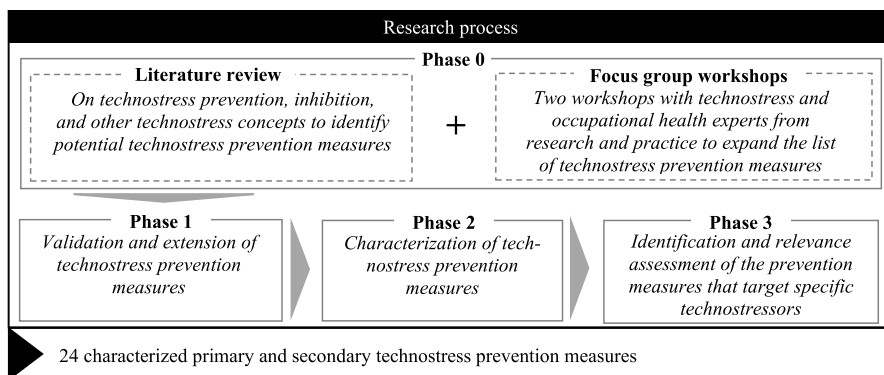 Research process
Phase 0
Literature review
On technostress prevention, inhibition,
and other technostress concepts to identify
potential technostress prevention measures
+
Focus group workshops
Two workshops with technostress and
occupational health experts from
research and practice to expand the list
of technostress prevention measures
Phase 1
Validation and extension of
technostress prevention
measures
Phase 2
Characterization of tech-
nostress prevention
measures
Phase 3
Identification and relevance
assessment of the prevention
measures that target specific
technostressors
24 characterized primary and secondary technostress prevention measures